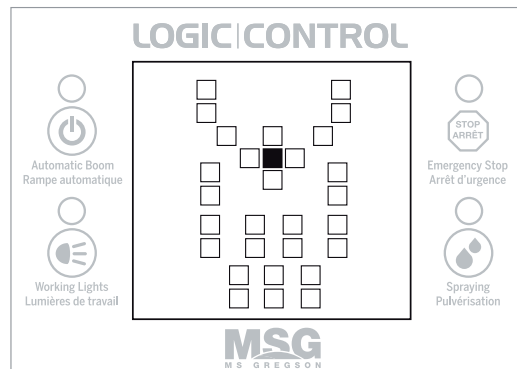 LOGIC|CONTROL
Automatic Boom
Rampe automatique
STOP
ARRÊT
Emergency Stop
Arrêt d'urgence
Working Lights
Lumières de travail
Spraying
Pulvérisation
MSG
MS GREGSON